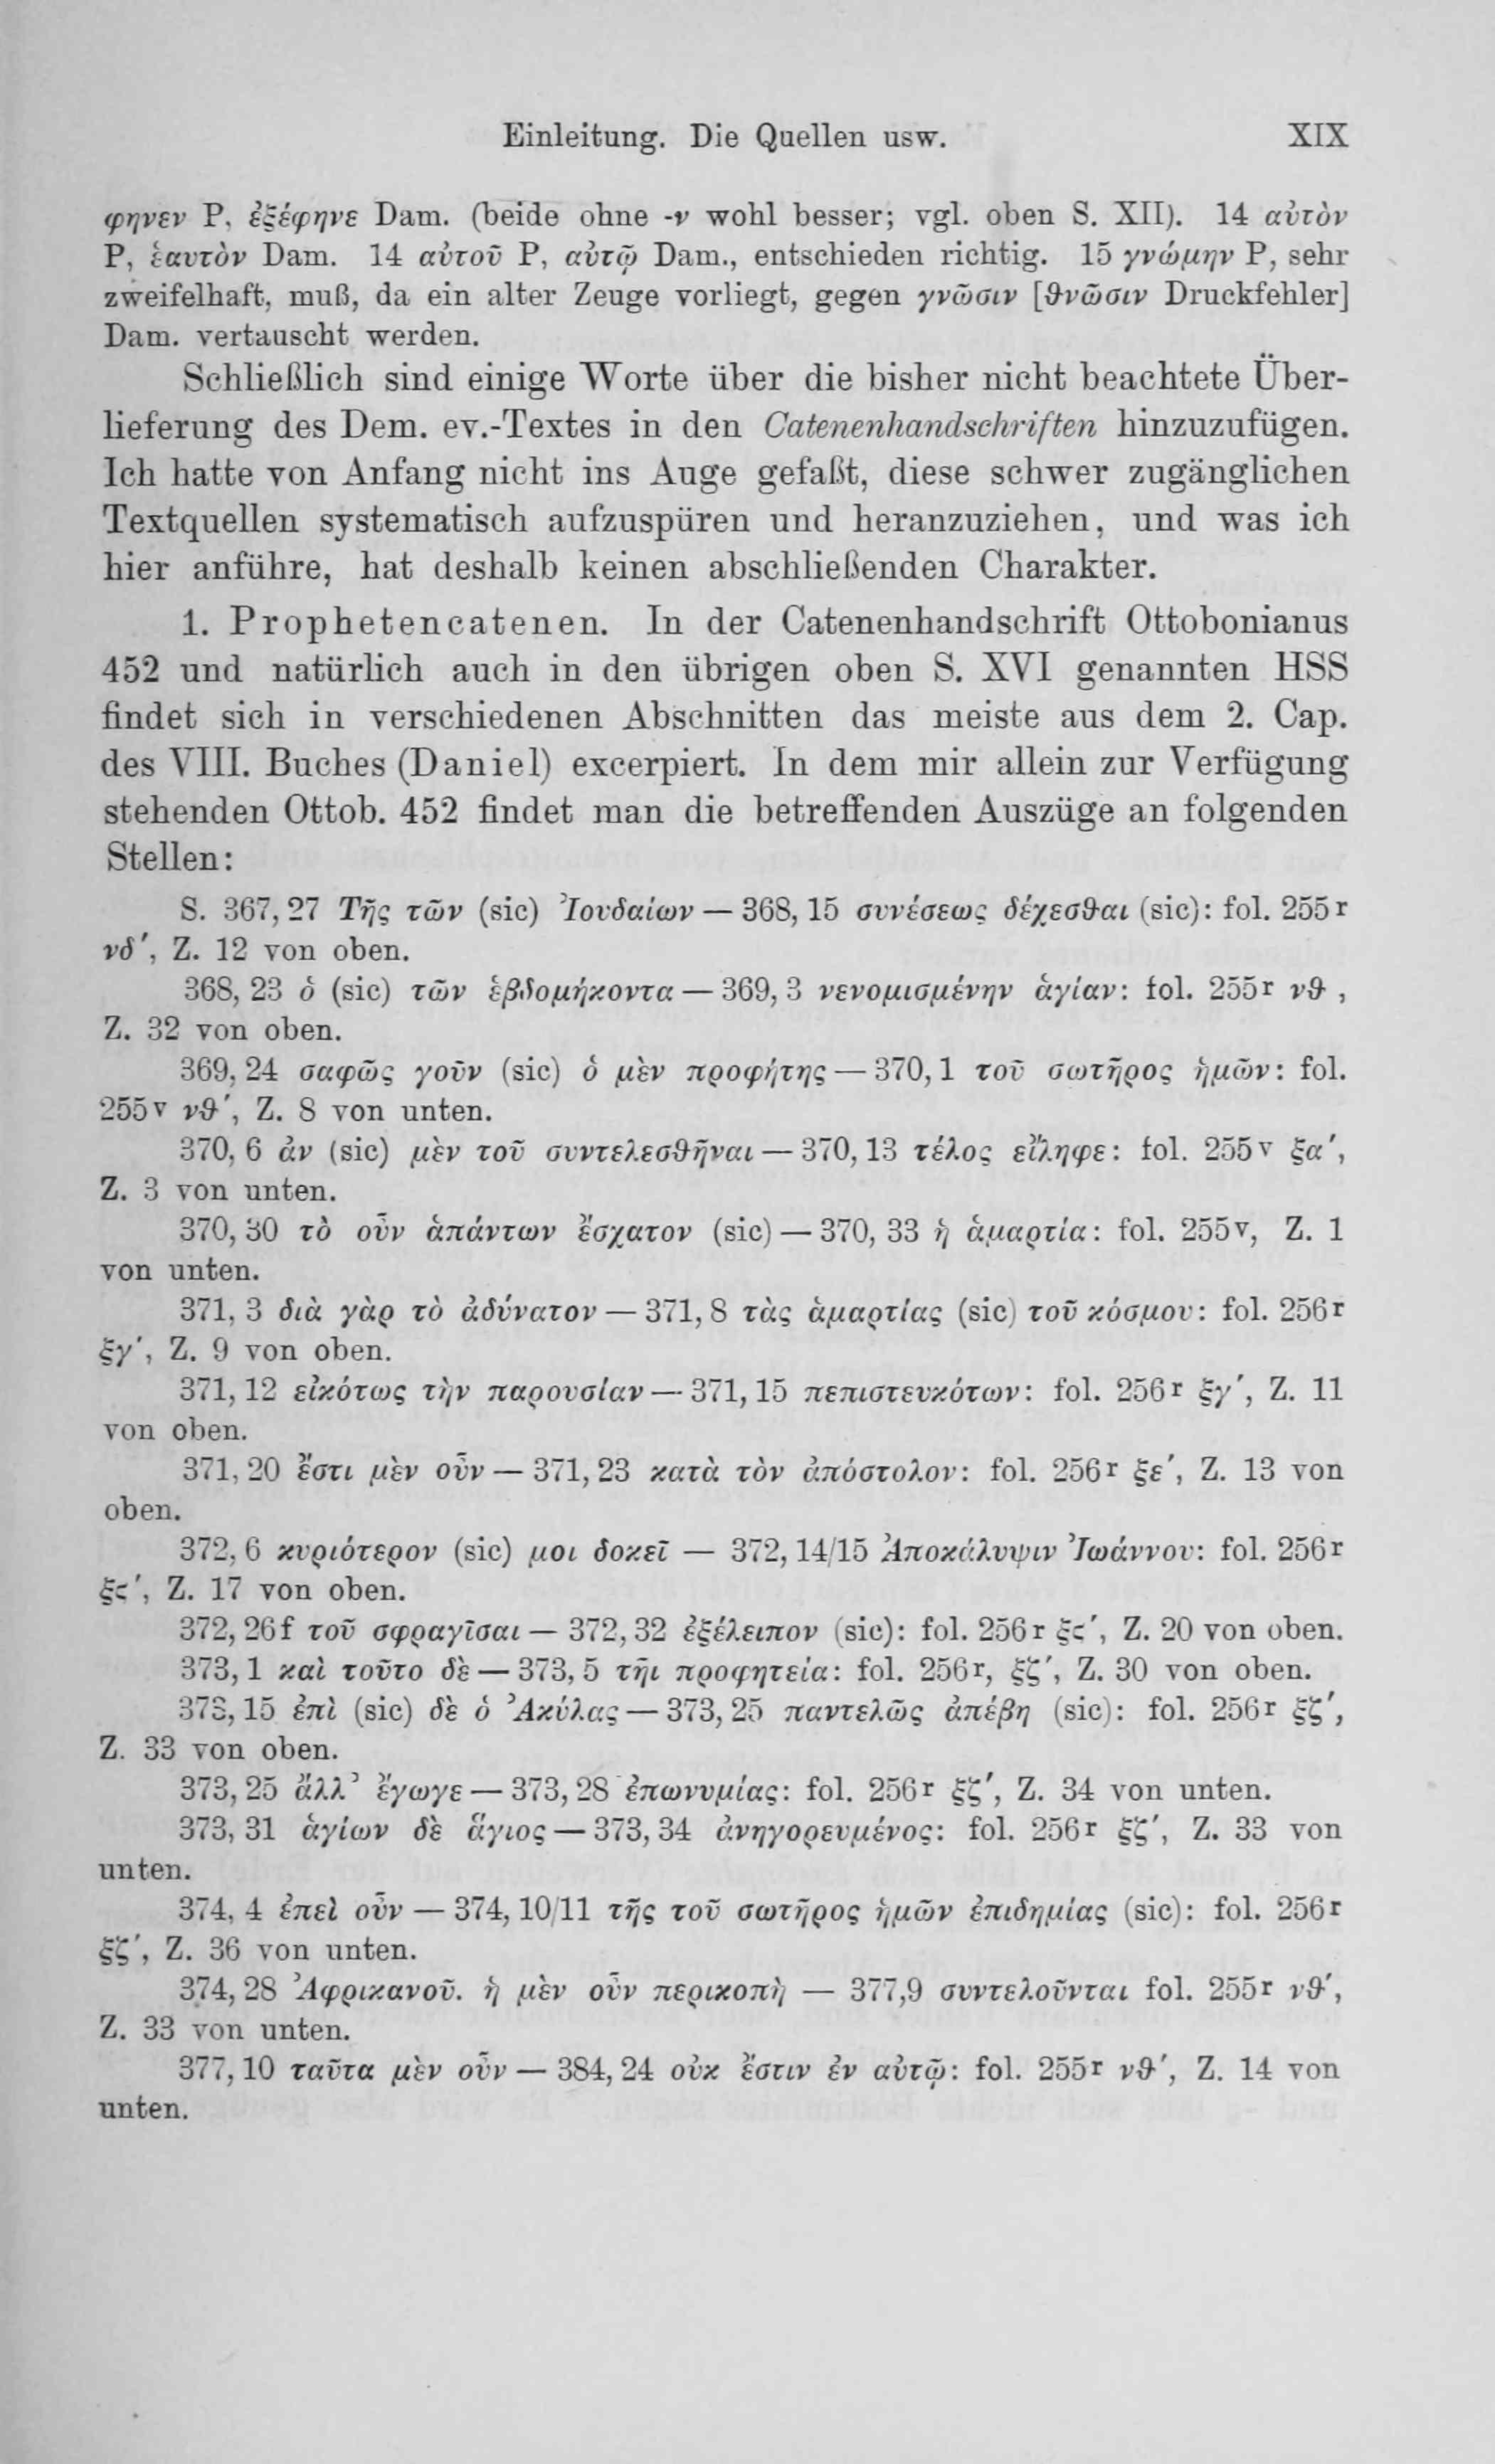 Einleitung. Die Quellen usw. XIX
φηνεν P, ἐξέφηνε Dam. (beide ohne -ν wohl besser; vgl. oben S. XII). 14 αὐτὸν
P, ἑαυτὸν Dam. 14 αὐτοῦ P, αὐτῷ Dam., entschieden richtig. 15 γνώμην P, sehr
zweifelhaft, muß, da ein alter Zeuge vorliegt, gegen γνῶσιν [θνῶσιν Druckfehler]
Dam. vertauscht werden.
Schließlich sind einige Worte über die bisher nicht beachtete Über-
lieferung des Dem. ev.-Textes in den Catenenhandschriften hinzuzufügen.
Ich hatte von Anfang nicht ins Auge gefaßt, diese schwer zugänglichen
Textquellen systematisch aufzuspüren und heranzuziehen, und was ich
hier anführe, hat deshalb keinen abschließenden Charakter.
1. Prophetencatenen. In der Catenenhandschrift Ottobonianus
452 und natürlich auch in den übrigen oben S. XVI genannten HSS
findet sich in verschiedenen Abschnitten das meiste aus dem 2. Cap.
des VIII. Buches (Daniel) excerpiert. In dem mir allein zur Verfügung
stehenden Ottob. 452 findet man die betreffenden Auszüge an folgenden
Stellen:
S. 367, 27 Τῆς τῶν (sic) Ἰουδαίων — 368, 15 συνέσεως δέχεσθαι (sic): fol. 255r
νδ′, Z. 12 von oben.
368, 23 ὁ (sic) τῶν ἑβδομήκοντα — 369, 3 νενομισμένην ἁγίαν: fol. 255r νθ ,
Z. 32 von oben.
369, 24 σαφῶς γοῦν (sic) ὁ μὲν προφήτης — 370, 1 τοῦ σωτῆρος ἡμῶν: fol.
255v νθ′, Z. 8 von unten.
370, 6 ἀν (sic) μὲν τοῦ συντελεσθῆναι — 370, 13 τέλος εἴληφε: fol. 255v ξα′,
Z. 3 von unten.
370, 30 τὸ οὖν ἁπάντων ἔσχατον (sic) — 370, 33 ἡ ἁμαρτία: fol. 255v, Z. 1
von unten.
371, 3 διὰ γὰρ τὸ ἀδύνατον — 371, 8 τὰς ἁμαρτίας (sic) τοῦ κόσμου: fol. 256r
ξγ′, Z. 9 von oben.
371, 12 εἰκότως τὴν παρουσίαν — 371, 15 πεπιστευκότων: fol. 256r ξγ′, Z. 11
von oben.
371, 20 ἔστι μὲν οὖν — 371, 23 κατὰ τὸν ἀπόστολον: fol. 256r ξε′, Z. 13 von
oben.
372, 6 κυριότερον (sic) μοι δοκεῖ — 372, 14/15 Ἀποκάλυψιν Ἰωάννου: fol. 256r
ξϛ′, Z. 17 von oben.
372, 26f τοῦ σφραγῖσαι — 372, 32 ἐξέλειπον (sic): fol. 256r ξϛ′, Z. 20 von oben.
373, 1 καὶ τοῦτο δὲ — 373, 5 τῆι προφητεία: fol. 256r, ξζ′, Z. 30 von oben.
373, 15 ἐπὶ (sic) δὲ ὁ Ἀκύλας — 373, 25 παντελῶς ἀπέβη (sic): fol. 256r ξζ′,
Z. 33 von oben.
373, 25 ἄλλ’ ἔγωγε — 373, 28 ἐπωνυμίας: fol. 256r ξζ′, Z. 34 von unten.
373, 31 ἁγίων δὲ ἅγιος — 373, 34 ἀνηγορευμένος: fol. 256r ξζ′, Z. 33 von
unten.
374, 4 ἐπεὶ οὖν — 374, 10/11 τῆς τοῦ σωτῆρος ἡμῶν ἐπιδημίας (sic): fol. 256r
ξζ′, Z. 36 von unten.
374, 28 Ἀφρικανοῦ. ἡ μὲν οὖν περικοπὴ — 377,9 συντελοῦνται fol. 255r νθ′,
Z. 33 von unten.
377, 10 ταῦτα μὲν οὖν — 384, 24 οὐκ ἔστιν ἐν αὐτῷ: fol. 255r νθ′, Z. 14 von
unten.